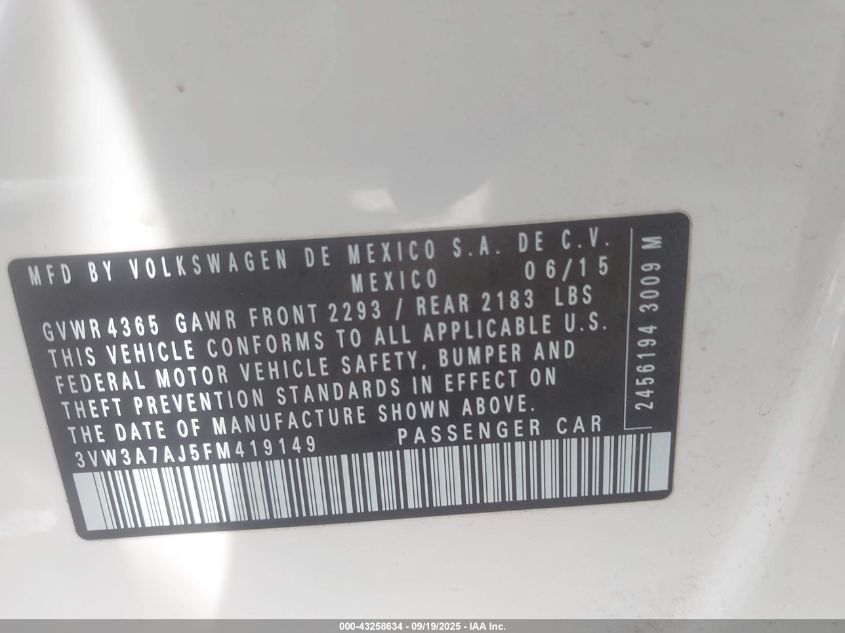 MFD BY VOLKSWAGEN DE MEXICO S.A. DE C.V.
MEXICO 06/15
GVWR 4365 GAWR FRONT 2293 / REAR 2183 LBS
THIS VEHICLE CONFORMS TO ALL APPLICABLE U.S.
FEDERAL MOTOR VEHICLE SAFETY, BUMPER AND
THEFT PREVENTION STANDARDS IN EFFECT ON
THE DATE OF MANUFACTURE SHOWN ABOVE.
3VW3A7AJ5FM419149 PASSENGER CAR
2456194 3009 M
000-43258634 - 09/19/2025 - IAA Inc.